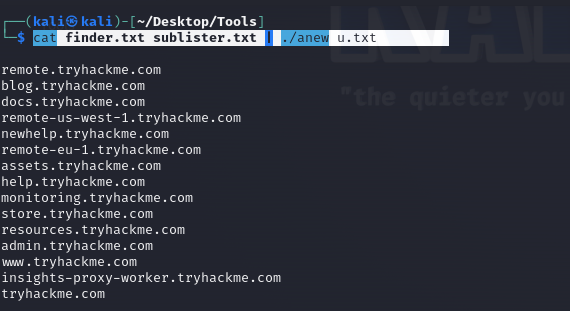 ┌──(kali㉿kali)-[~/Desktop/Tools]
└─$ cat finder.txt sublister.txt | ./anew u.txt
remote.tryhackme.com
blog.tryhackme.com
"the quieter you
docs.tryhackme.com
remote-us-west-1.tryhackme.com
newhelp.tryhackme.com
remote-eu-1.tryhackme.com
assets.tryhackme.com
help.tryhackme.com
monitoring.tryhackme.com
store.tryhackme.com
resources.tryhackme.com
admin.tryhackme.com
www.tryhackme.com
insights-proxy-worker.tryhackme.com
tryhackme.com